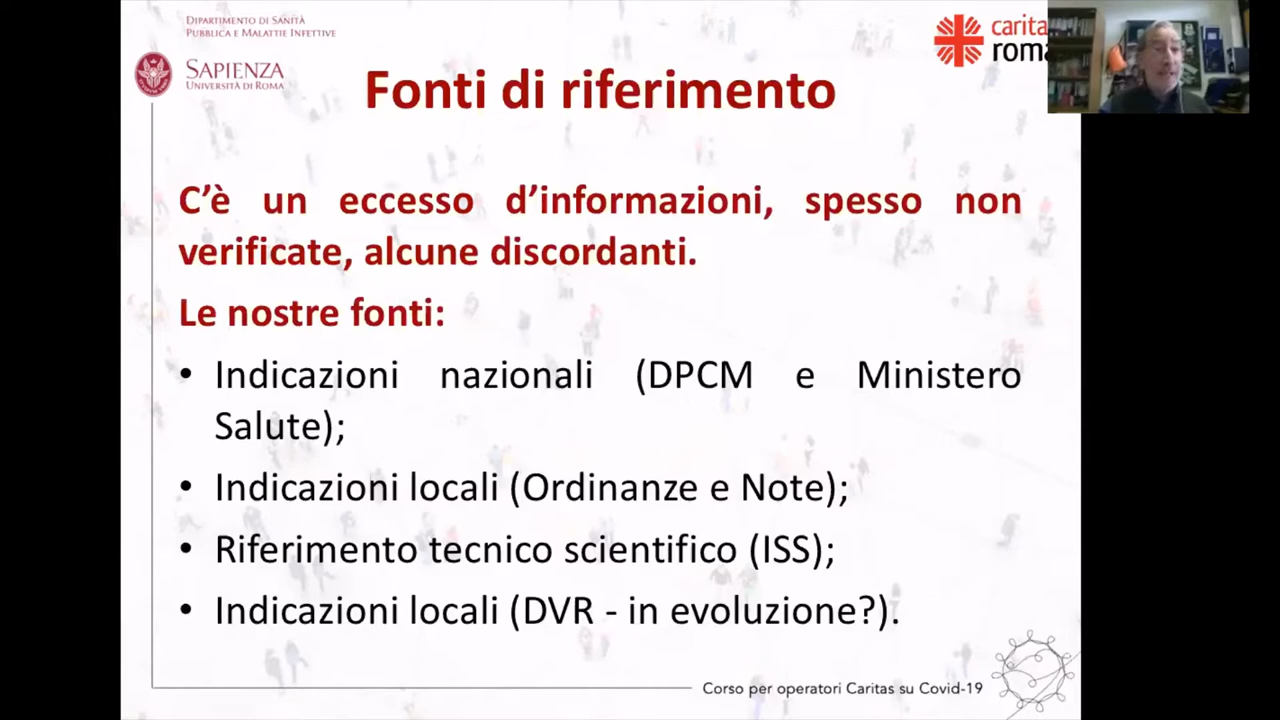 Dipartimento di Sanità
Pubblica e Malattie Infettive
Sapienza
Università di Roma
roma
Fonti di riferimento
C’è un eccesso d’informazioni, spesso non
verificate, alcune discordanti.
Le nostre fonti:
• Indicazioni nazionali (DPCM e Ministero
Salute);
• Indicazioni locali (Ordinanze e Note);
• Riferimento tecnico scientifico (ISS);
• Indicazioni locali (DVR - in evoluzione?).
Corso per operatori Caritas su Covid-19